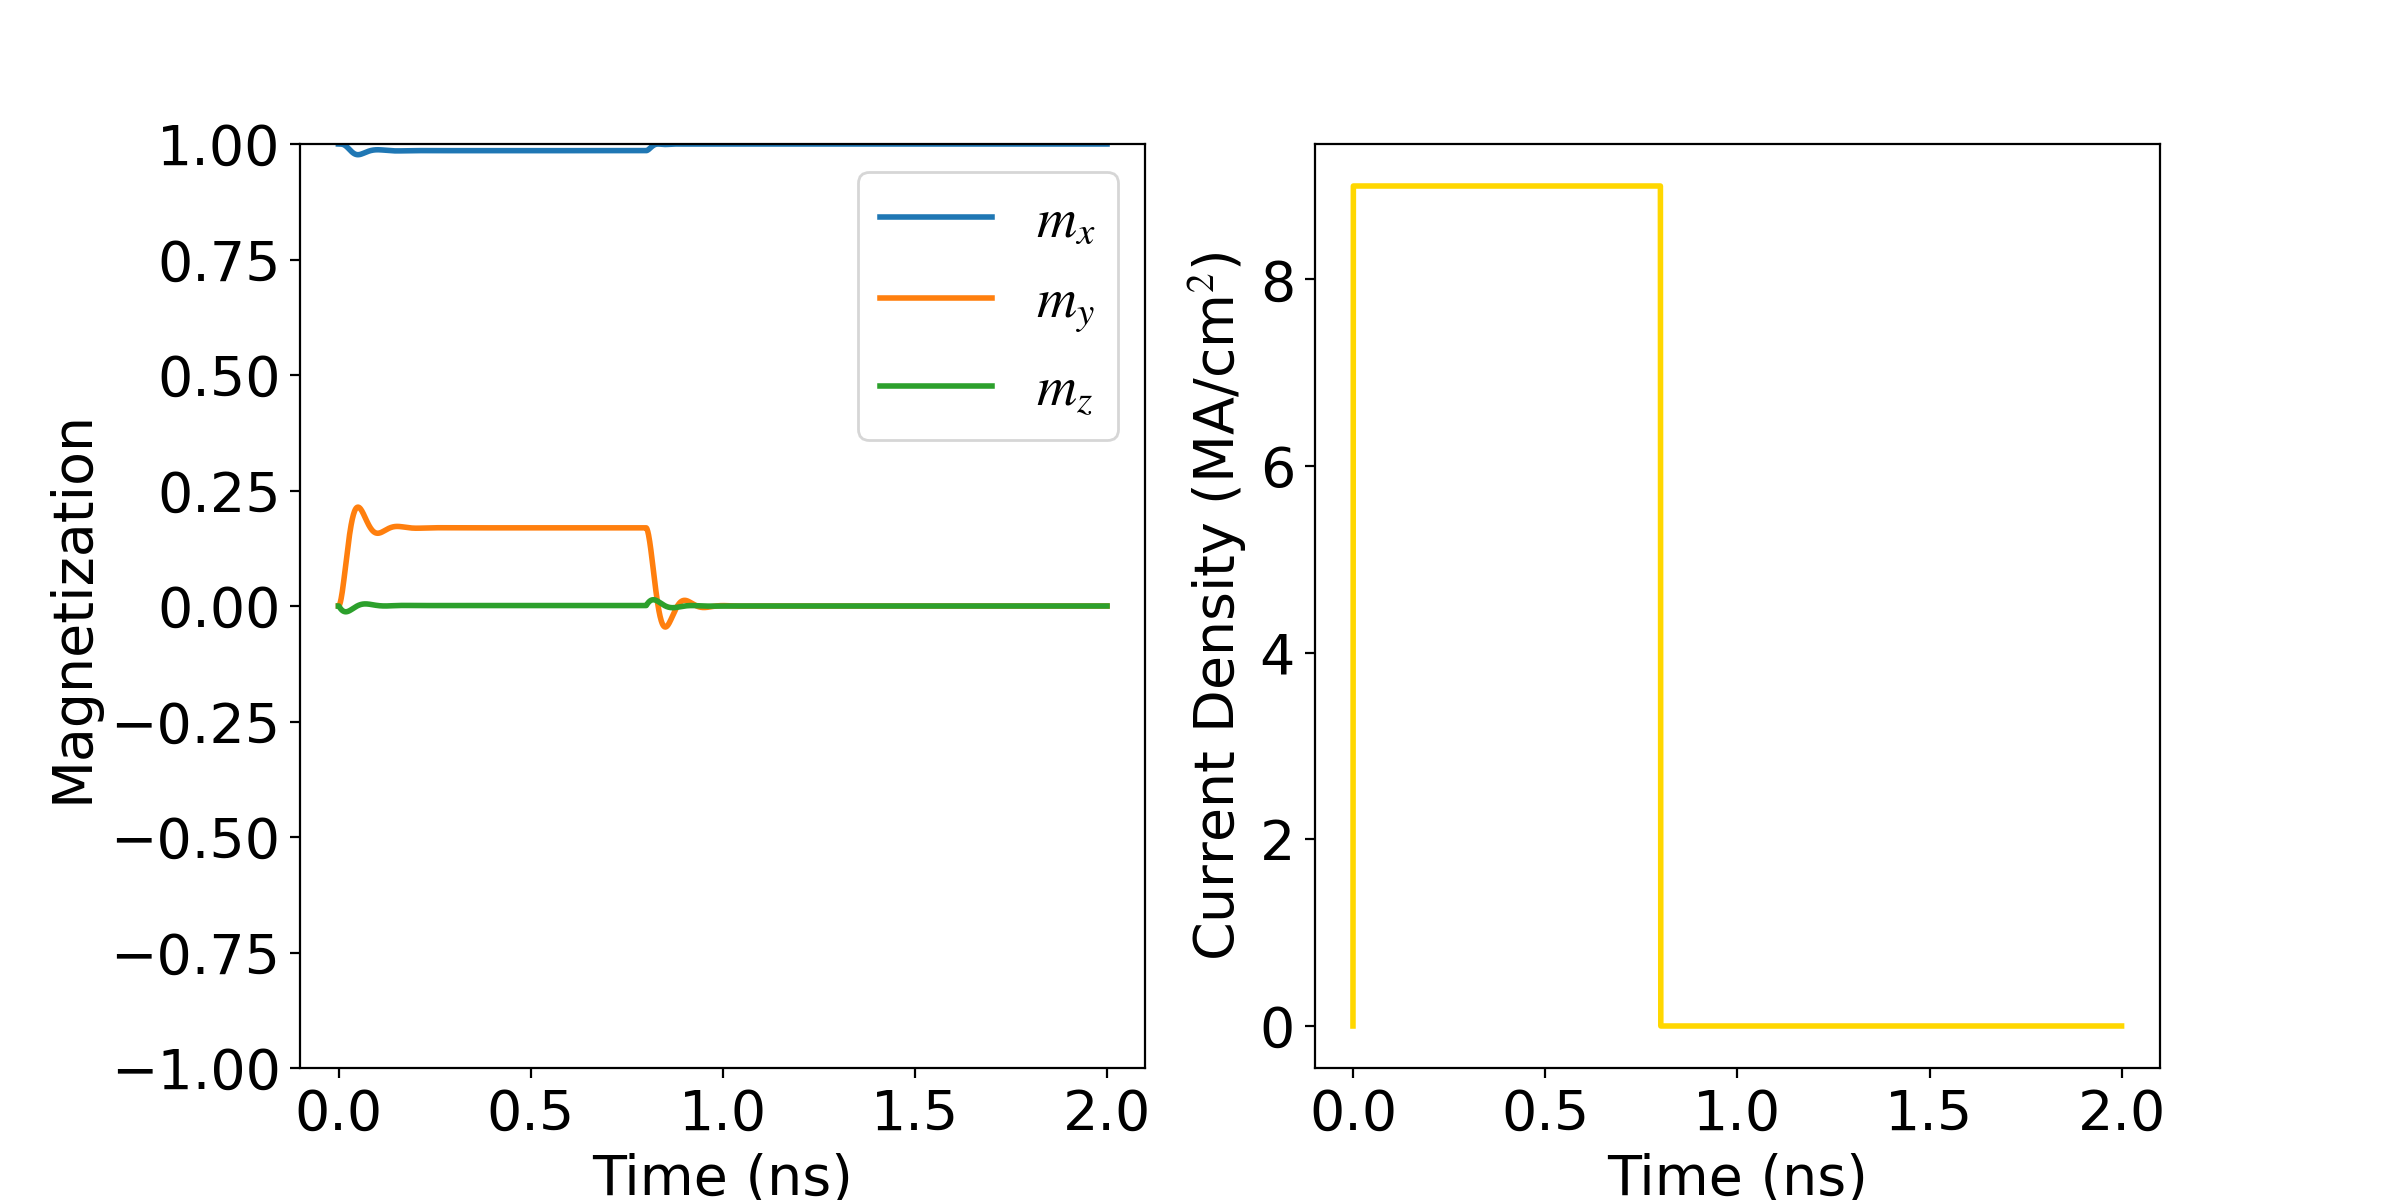 1.00
0.75
0.50
0.25
0.00
−0.25
−0.50
−0.75
−1.00
Magnetization
0.0 0.5 1.0 1.5 2.0
Time (ns)
m_x
m_y
m_z
8
6
4
2
0
Current Density (MA/cm²)
0.0 0.5 1.0 1.5 2.0
Time (ns)